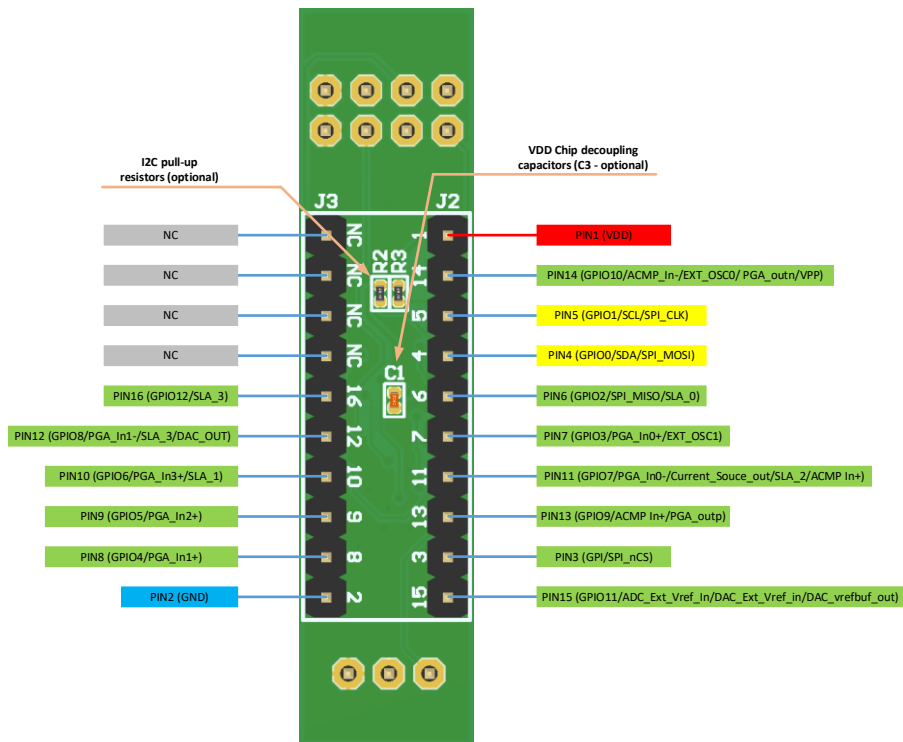 VDD Chip decoupling
capacitors (C3 - optional)
I2C pull-up
resistors (optional)
J3
J2
NC
NC
1
PIN1 (VDD)
NC
NC
R2
R3
14
PIN14 (GPIO10/ACMP_In-/EXT_OSC0/ PGA_outn/VPP)
NC
NC
5
PIN5 (GPIO1/SCL/SPI_CLK)
NC
NC
4
PIN4 (GPIO0/SDA/SPI_MOSI)
C1
PIN16 (GPIO12/SLA_3)
16
6
PIN6 (GPIO2/SPI_MISO/SLA_0)
PIN12 (GPIO8/PGA_In1-/SLA_3/DAC_OUT)
12
7
PIN7 (GPIO3/PGA_In0+/EXT_OSC1)
PIN10 (GPIO6/PGA_In3+/SLA_1)
10
11
PIN11 (GPIO7/PGA_In0-/Current_Souce_out/SLA_2/ACMP In+)
PIN9 (GPIO5/PGA_In2+)
9
13
PIN13 (GPIO9/ACMP In+/PGA_outp)
PIN8 (GPIO4/PGA_In1+)
8
3
PIN3 (GPI/SPI_nCS)
PIN2 (GND)
2
15
PIN15 (GPIO11/ADC_Ext_Vref_In/DAC_Ext_Vref_in/DAC_vrefbuf_out)